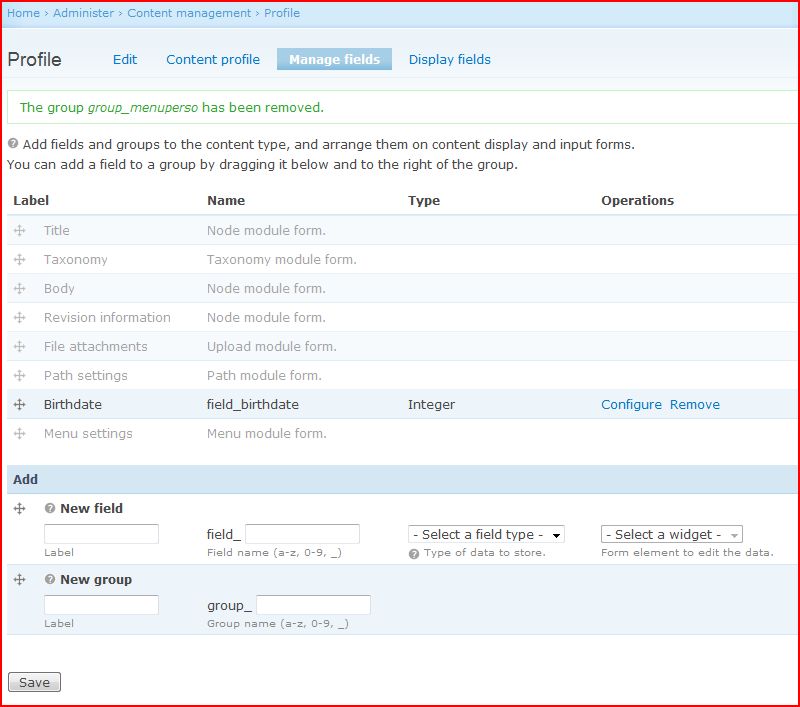 Home › Administer › Content management › Profile
Profile Edit Content profile Manage fields Display fields
The group group_menuperso has been removed.
Add fields and groups to the content type, and arrange them on content display and input forms.
You can add a field to a group by dragging it below and to the right of the group.
Label Name Type Operations
Title Node module form.
Taxonomy Taxonomy module form.
Body Node module form.
Revision information Node module form.
File attachments Upload module form.
Path settings Path module form.
Birthdate field_birthdate Integer Configure Remove
Menu settings Menu module form.
Add
? New field
field_ - Select a field type - - Select a widget -
Label Field name (a-z, 0-9, _) ? Type of data to store. Form element to edit the data.
? New group
group_
Label Group name (a-z, 0-9, _)
Save